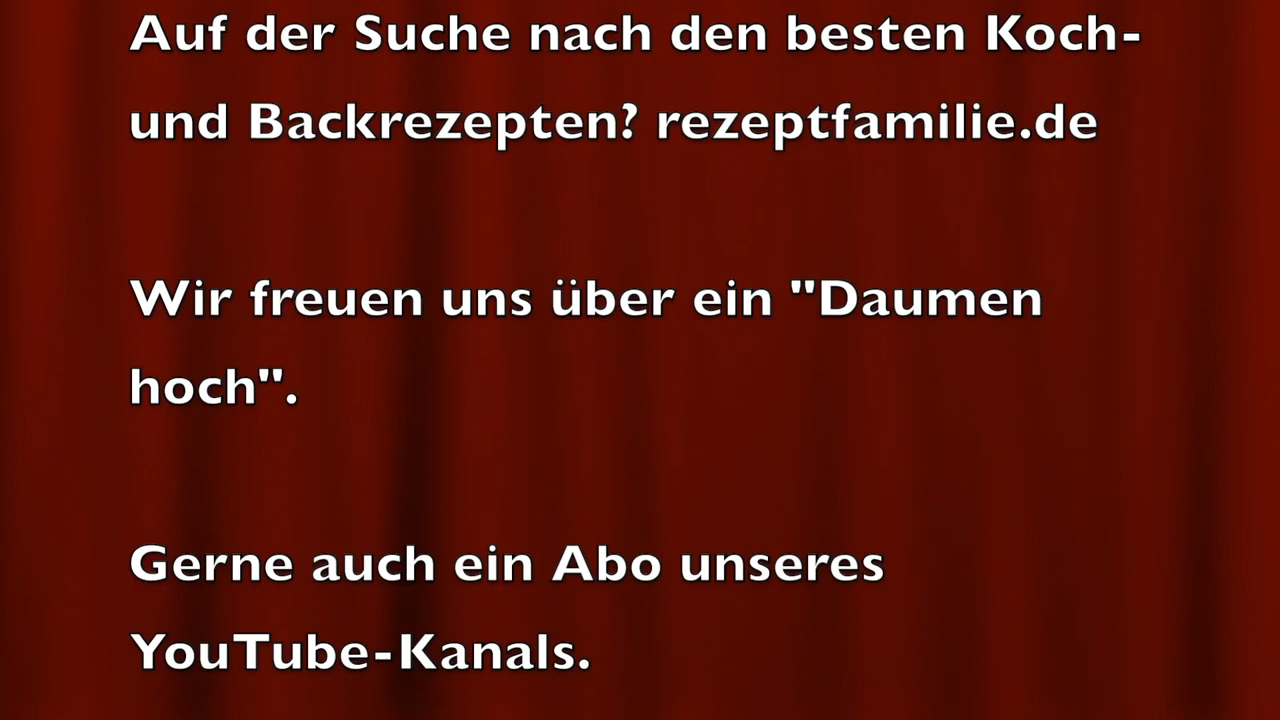 Auf der Suche nach den besten Koch-
und Backrezepten? rezeptfamilie.de
Wir freuen uns über ein "Daumen
hoch".
Gerne auch ein Abo unseres
YouTube-Kanals.